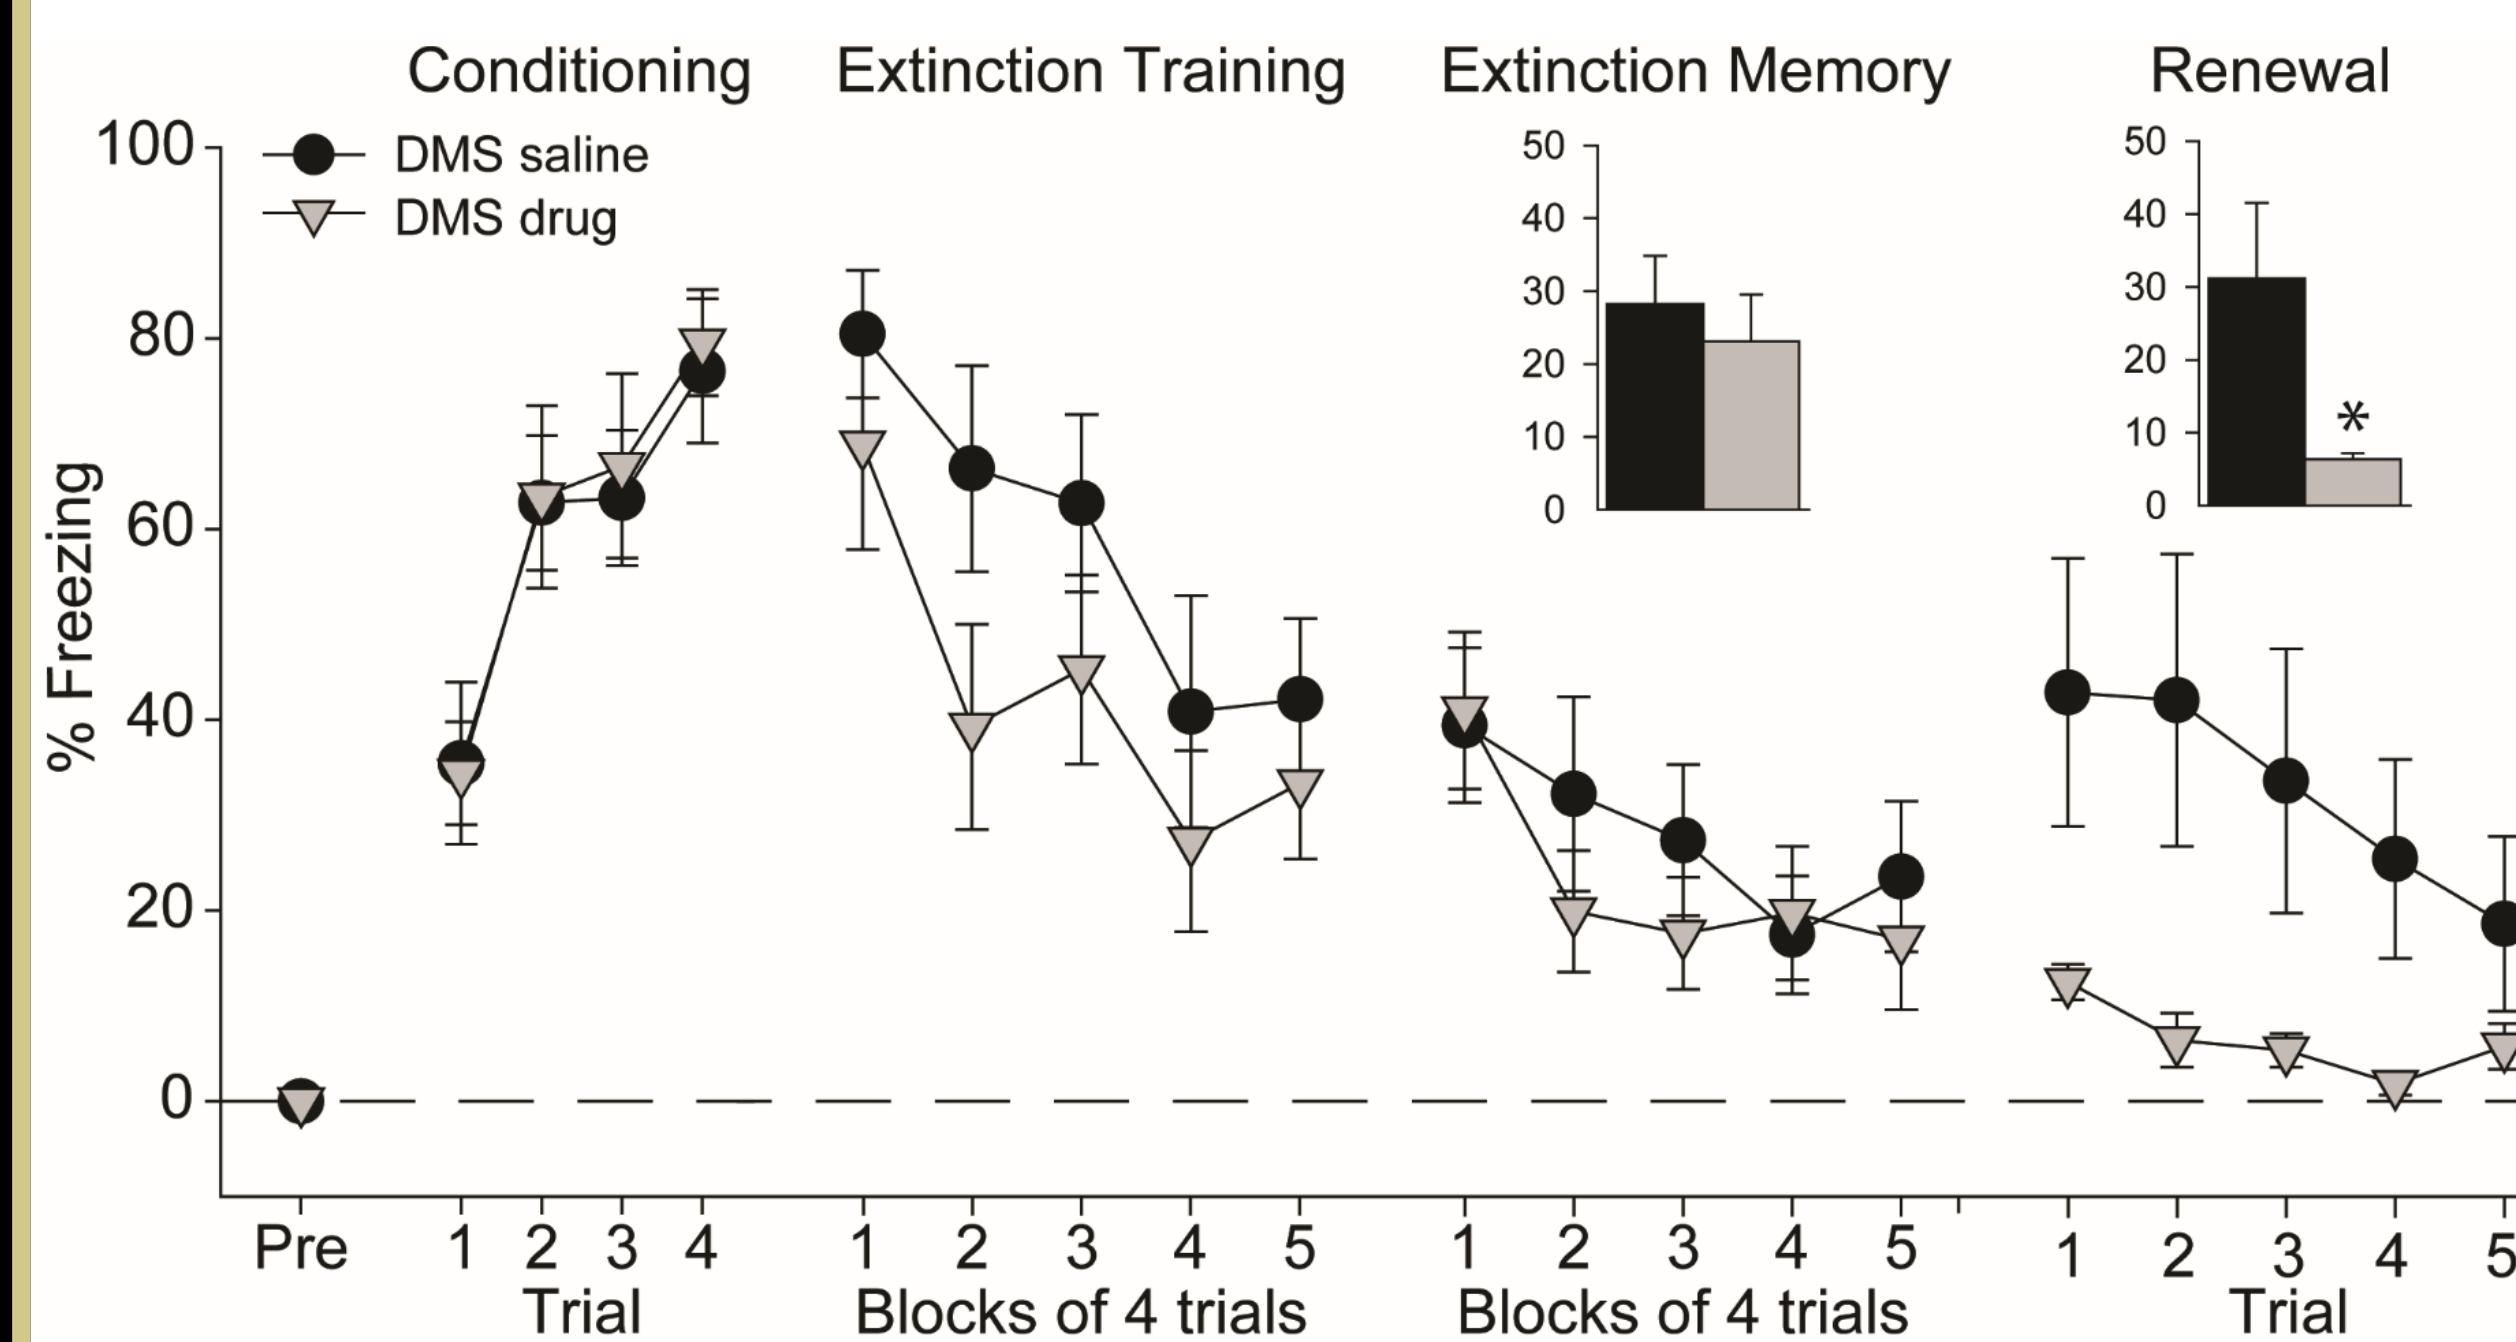 Conditioning
Extinction Training
Extinction Memory
Renewal
100
80
60
40
20
0
% Freezing
DMS saline
DMS drug
50
40
30
20
10
0
50
40
30
20
10
0
*
Pre 1 2 3 4
Trial
1 2 3 4 5
Blocks of 4 trials
1 2 3 4 5
Blocks of 4 trials
1 2 3 4 5
Trial